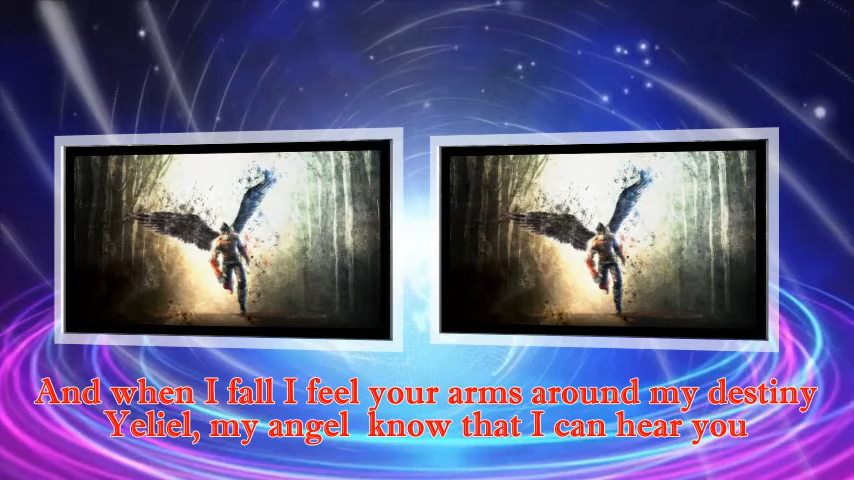 And when I fall I feel your arms around my destiny
Yeliel, my angel  know that I can hear you